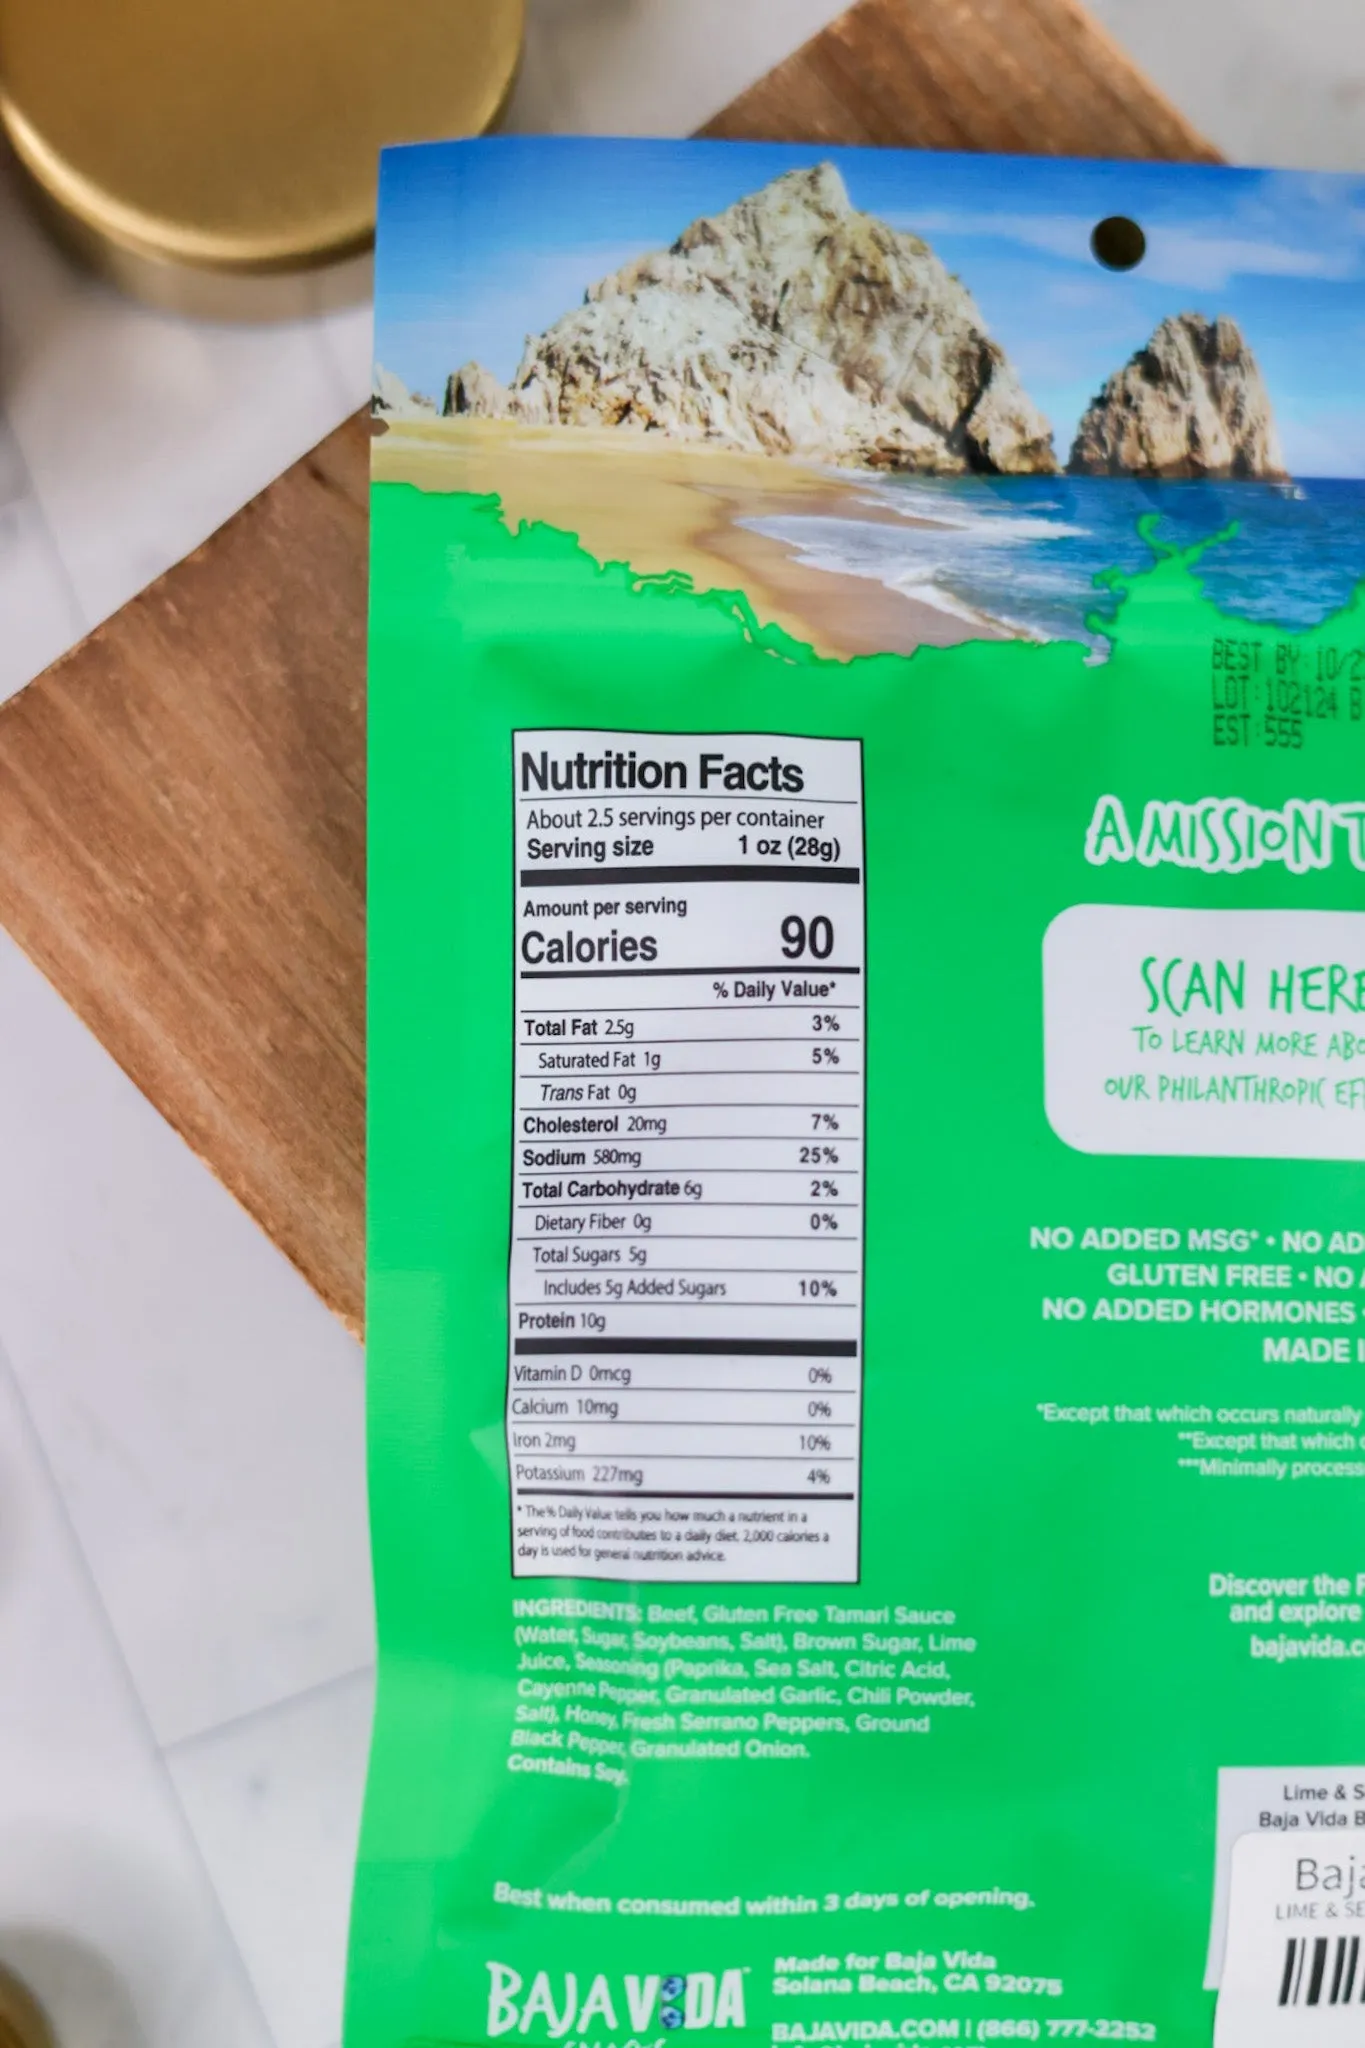 BEST BY: 10/2
LOT: 102124 B
EST: 555
Nutrition Facts
About 2.5 servings per container
Serving size 1 oz (28g)
Amount per serving
Calories 90
% Daily Value*
Total Fat 2.5g 3%
Saturated Fat 1g 5%
Trans Fat 0g
Cholesterol 20mg 7%
Sodium 580mg 25%
Total Carbohydrate 6g 2%
Dietary Fiber 0g 0%
Total Sugars 5g
Includes 5g Added Sugars 10%
Protein 10g
Vitamin D 0mcg 0%
Calcium 10mg 0%
Iron 2mg 10%
Potassium 227mg 4%
* The % Daily Value tells you how much a nutrient in a
serving of food contributes to a daily diet. 2,000 calories a
day is used for general nutrition advice.
INGREDIENTS: Beef, Gluten Free Tamari Sauce
(Water, Sugar, Soybeans, Salt), Brown Sugar, Lime
Juice, Seasoning (Paprika, Sea Salt, Citric Acid,
Cayenne Pepper, Granulated Garlic, Chili Powder,
Salt), Honey, Fresh Serrano Peppers, Ground
Black Pepper, Granulated Onion.
Contains Soy.
Best when consumed within 3 days of opening.
BAJA VIDA
SNACKS
Made for Baja Vida
Solana Beach, CA 92075
BAJAVIDA.COM | (866) 777-2252
A MISSION T
SCAN HERE
TO LEARN MORE ABO
OUR PHILANTHROPIC EF
NO ADDED MSG* • NO AD
GLUTEN FREE • NO A
NO ADDED HORMONES
MADE I
*Except that which occurs naturally
**Except that which
***Minimally process
Discover the
and explore
bajavida.c
Lime & S
Baja Vida B
Baja
LIME & SE